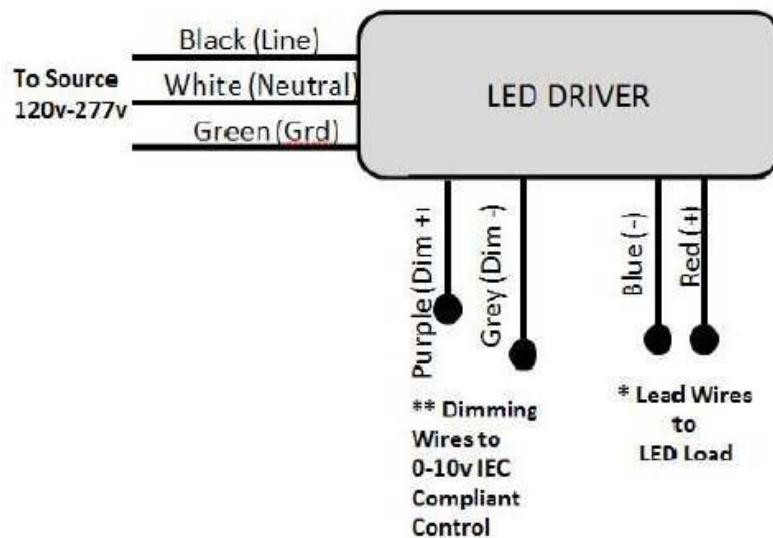 Black (Line)
To Source
120v-277v
White (Neutral)
Green (Grd)
LED DRIVER
Purple (Dim +)
Grey (Dim -)
Blue (-)
Red (+)
** Dimming
Wires to
0-10v IEC
Compliant
Control
* Lead Wires
to
LED Load